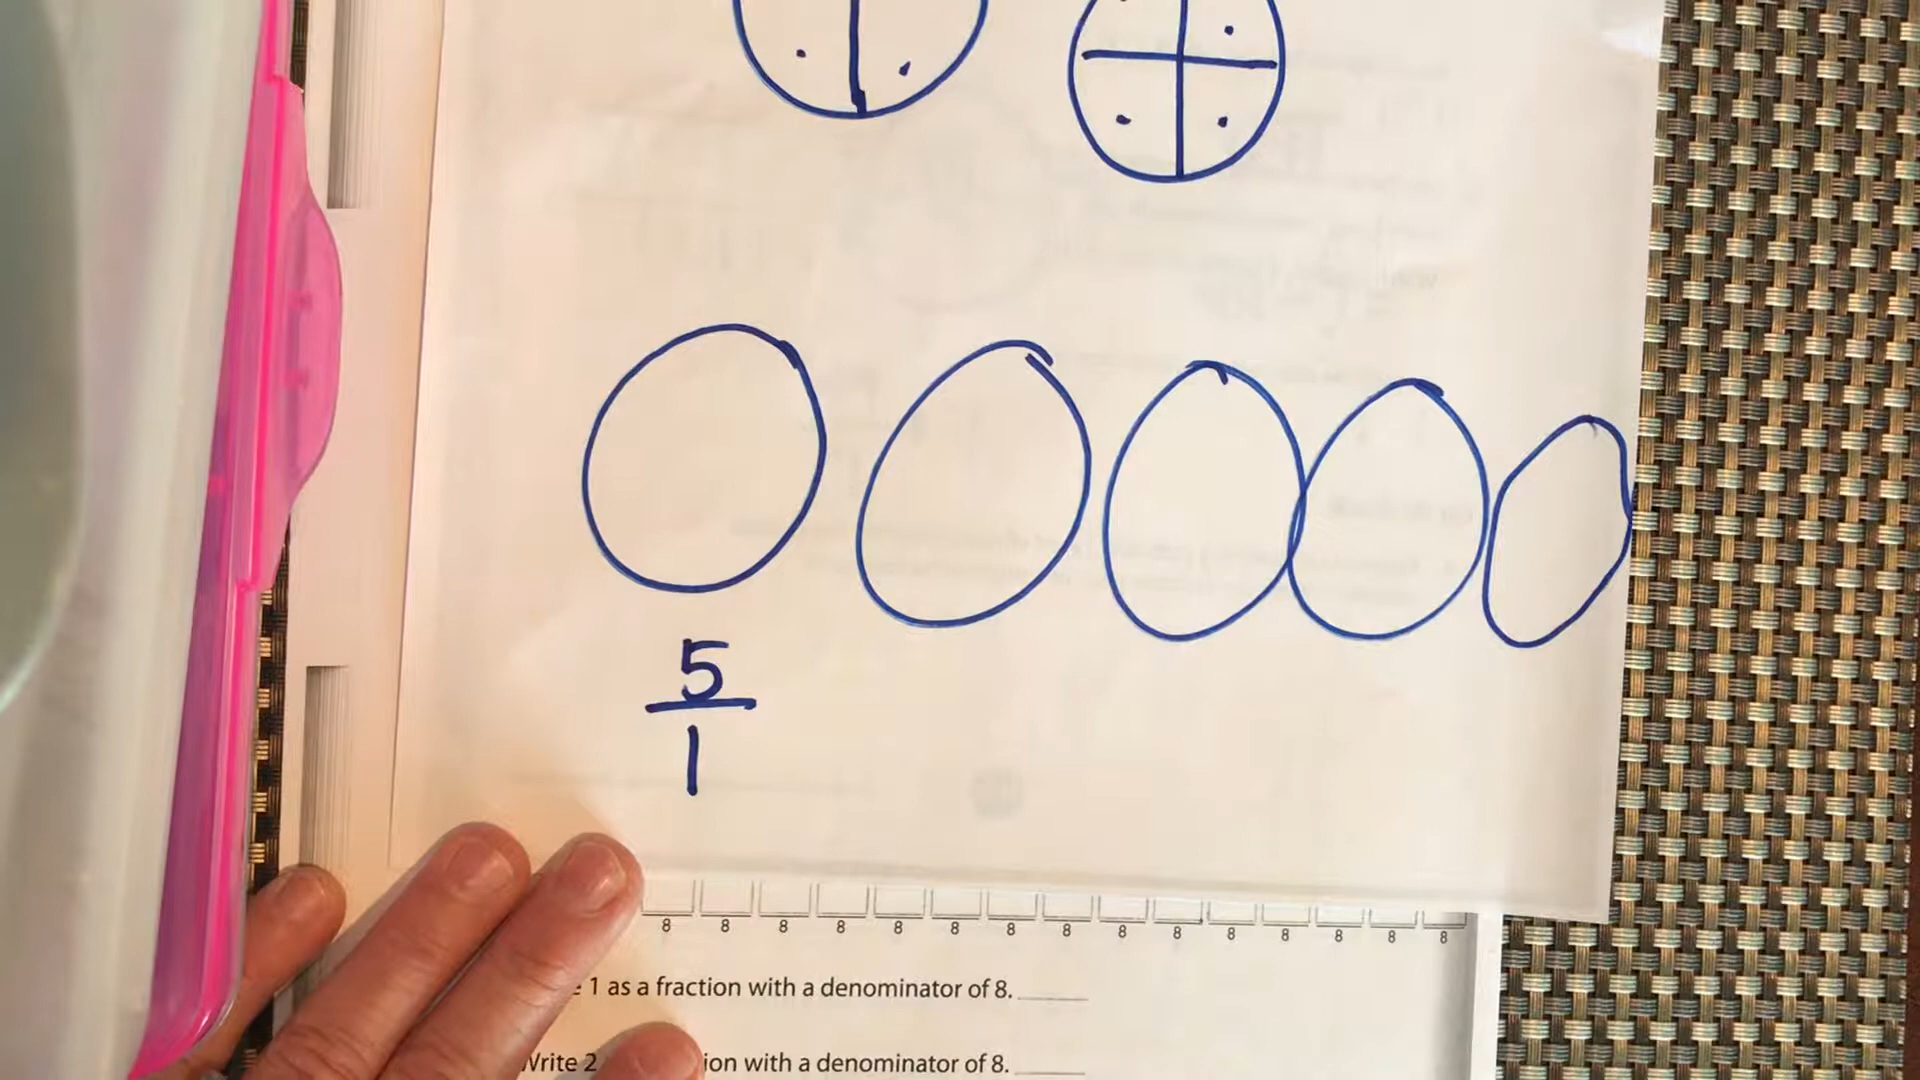 5
1
8 8 8 8 8 8 8 8 8 8 8 8 8 8 8
1 as a fraction with a denominator of 8.
Write 2 ion with a denominator of 8.